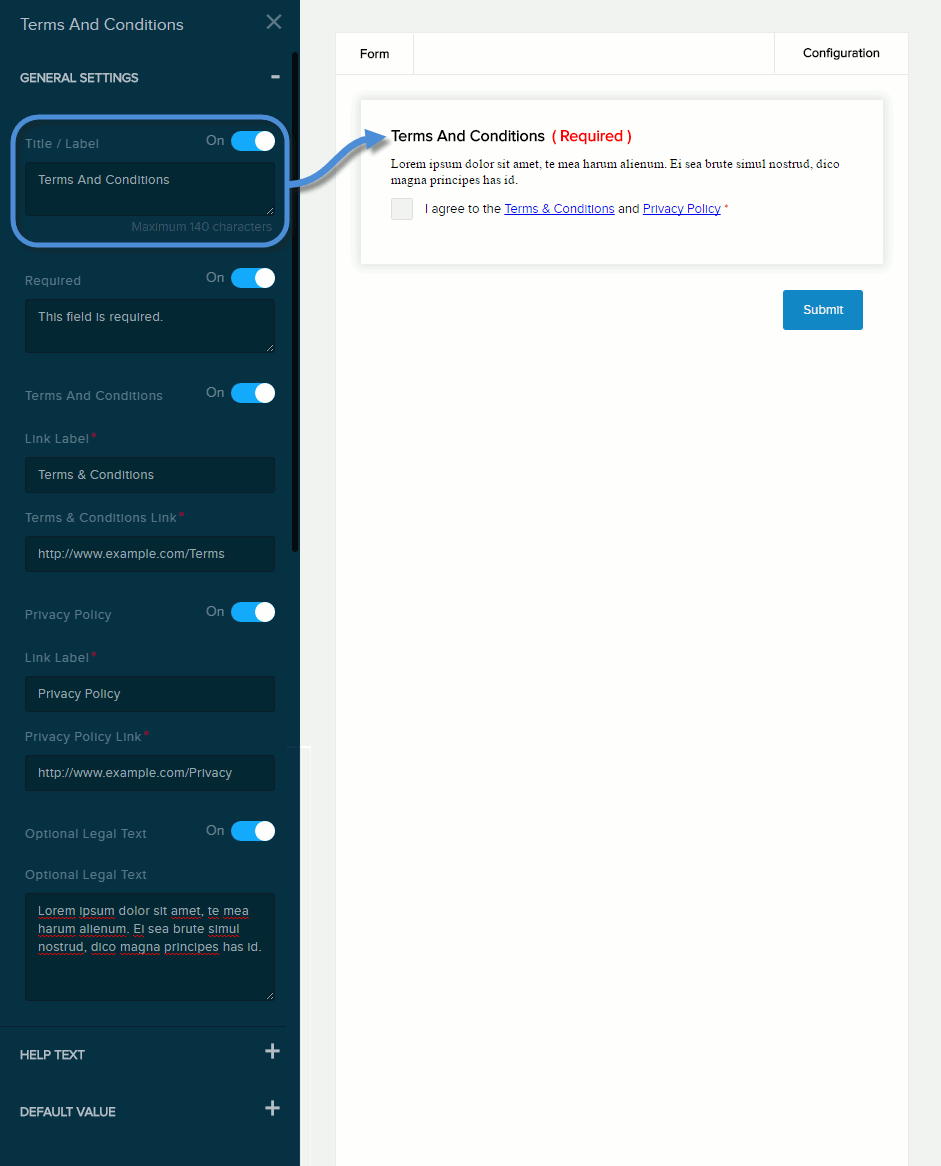 Terms And Conditions
GENERAL SETTINGS
Title / Label
On
Terms And Conditions
Maximum 140 characters
Required
On
This field is required.
Terms And Conditions
On
Link Label*
Terms & Conditions
Terms & Conditions Link*
http://www.example.com/Terms
Privacy Policy
On
Link Label*
Privacy Policy
Privacy Policy Link*
http://www.example.com/Privacy
Optional Legal Text
On
Optional Legal Text
Lorem ipsum dolor sit amet, te mea
harum alienum. Ei sea brute simul
nostrud, dico magna principes has id.
HELP TEXT
DEFAULT VALUE
Form
Configuration
Terms And Conditions ( Required )
Lorem ipsum dolor sit amet, te mea harum alienum. Ei sea brute simul nostrud, dico
magna principes has id.
I agree to the Terms & Conditions and Privacy Policy *
Submit